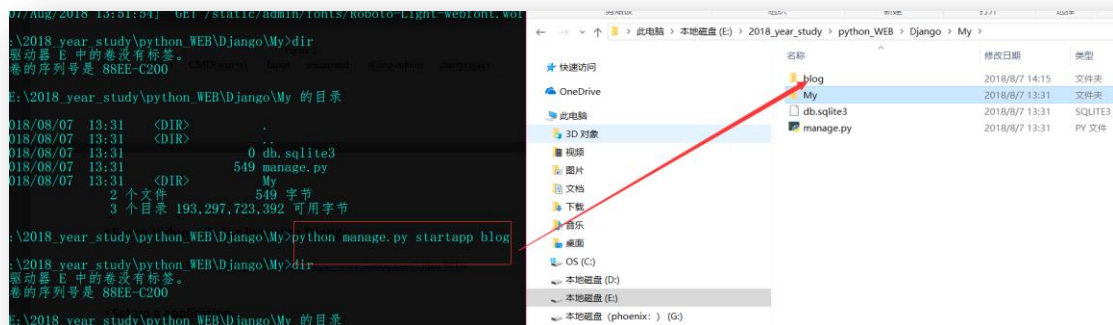 07/Aug/2018 13:51:54] "GET /static/admin/fonts/Roboto-Light-webfont.wof
:\2018_year_study\python_WEB\Django\My>dir
驱动器 E 中的卷没有标签。
卷的序列号是 88EE-C200
E:\2018_year_study\python_WEB\Django\My 的目录
018/08/07 13:31 <DIR> .
018/08/07 13:31 <DIR> ..
018/08/07 13:31 0 db.sqlite3
018/08/07 13:31 549 manage.py
018/08/07 13:31 <DIR> My
2 个文件 549 字节
3 个目录 193,297,723,392 可用字节
:\2018_year_study\python_WEB\Django\My>python manage.py startapp blog
:\2018_year_study\python_WEB\Django\My>dir
驱动器 E 中的卷没有标签。
卷的序列号是 88EE-C200
E:\2018_year_study\python_WEB\Django\My 的目录
组织 新建 打开 选择
此电脑 > 本地磁盘 (E:) > 2018_year_study > python_WEB > Django > My >
名称 修改日期 类型
快速访问
OneDrive
此电脑
3D 对象
视频
图片
文档
下载
音乐
桌面
OS (C:)
本地磁盘 (D:)
本地磁盘 (E:)
本地磁盘 (phoenix: ) (G:)
blog 2018/8/7 14:15 文件夹
My 2018/8/7 13:31 文件夹
db.sqlite3 2018/8/7 13:31 SQLITE3
manage.py 2018/8/7 13:31 PY 文件